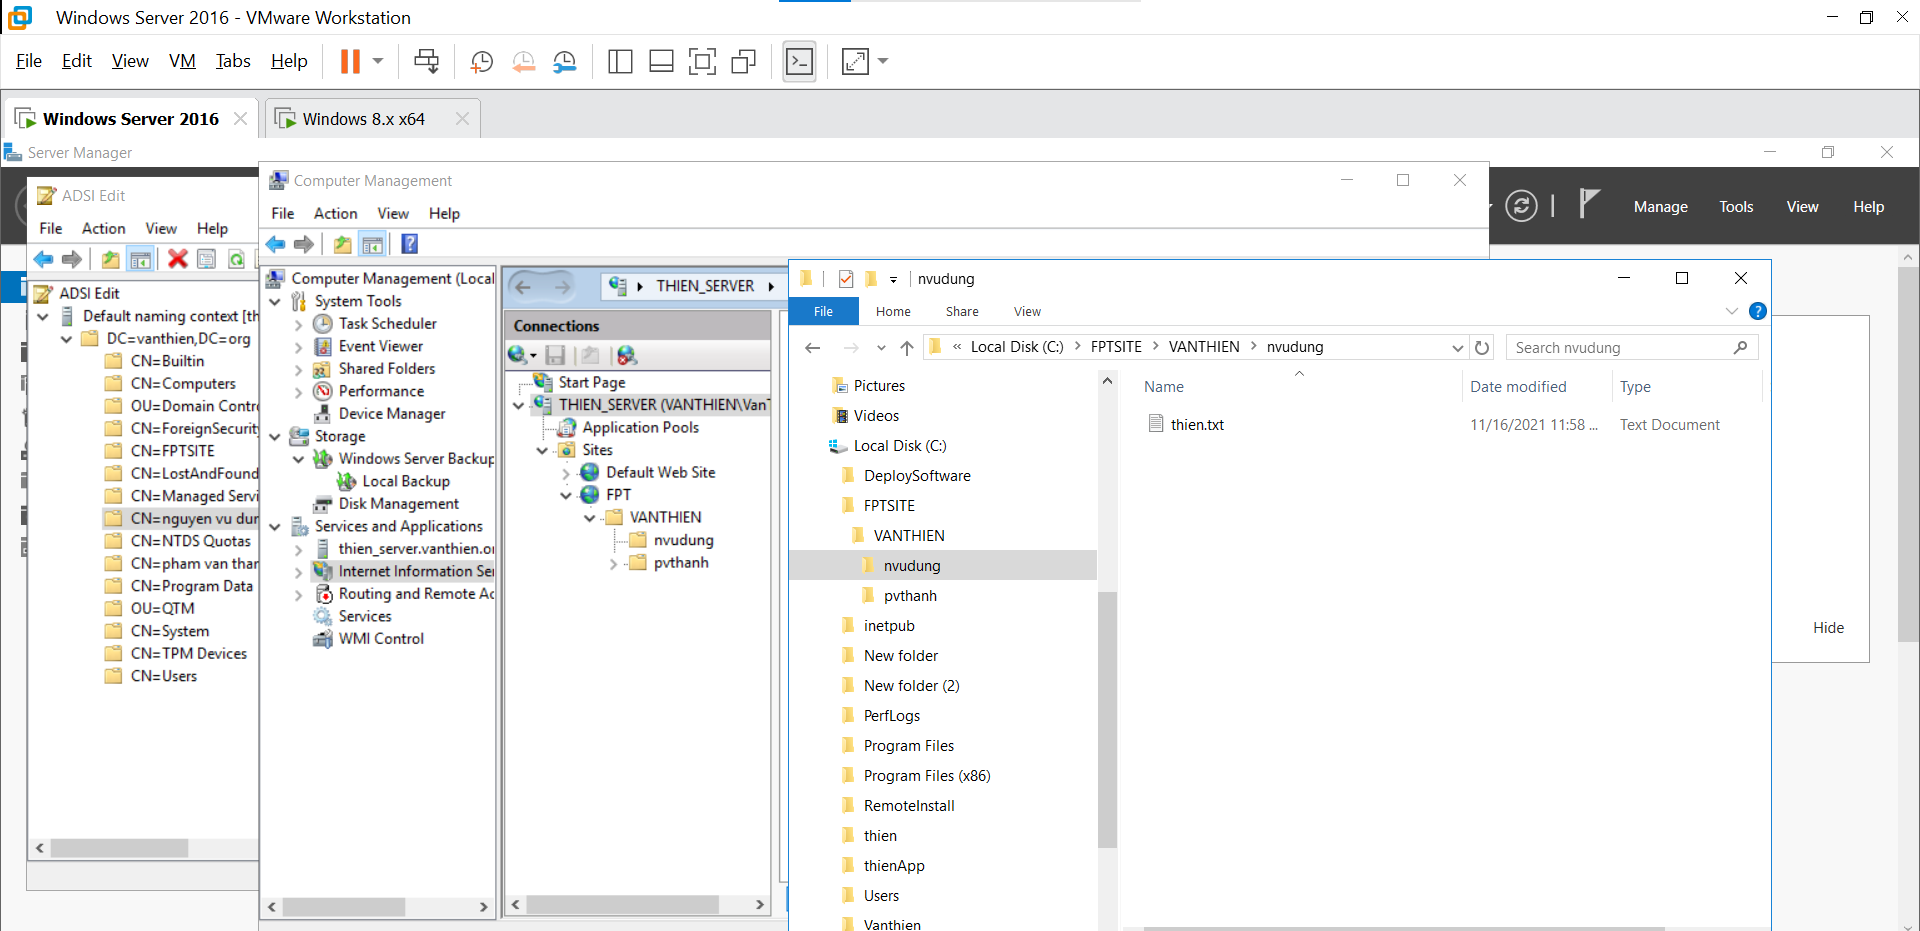 Windows Server 2016 - VMware Workstation
File Edit View VM Tabs Help
Windows Server 2016
Windows 8.x x64
Server Manager
Manage Tools View Help
Hide
ADSI Edit
File Action View Help
ADSI Edit
Default naming context [th
DC=vanthien,DC=org
CN=Builtin
CN=Computers
OU=Domain Contro
CN=ForeignSecurity
CN=FPTSITE
CN=LostAndFound
CN=Managed Servi
CN=nguyen vu dur
CN=NTDS Quotas
CN=pham van thar
CN=Program Data
OU=QTM
CN=System
CN=TPM Devices
CN=Users
Computer Management
File Action View Help
Computer Management (Local
System Tools
Task Scheduler
Event Viewer
Shared Folders
Performance
Device Manager
Storage
Windows Server Backup
Local Backup
Disk Management
Services and Applications
thien_server.vanthien.or
Internet Information Ser
Routing and Remote Ac
Services
WMI Control
THIEN_SERVER
Connections
Start Page
THIEN_SERVER (VANTHIEN\VanT
Application Pools
Sites
Default Web Site
FPT
VANTHIEN
nvudung
pvthanh
nvudung
File Home Share View
« Local Disk (C:) > FPTSITE > VANTHIEN > nvudung
Search nvudung
Pictures
Videos
Local Disk (C:)
DeploySoftware
FPTSITE
VANTHIEN
nvudung
pvthanh
inetpub
New folder
New folder (2)
PerfLogs
Program Files
Program Files (x86)
RemoteInstall
thien
thienApp
Users
Vanthien
Name Date modified Type
thien.txt 11/16/2021 11:58 ... Text Document